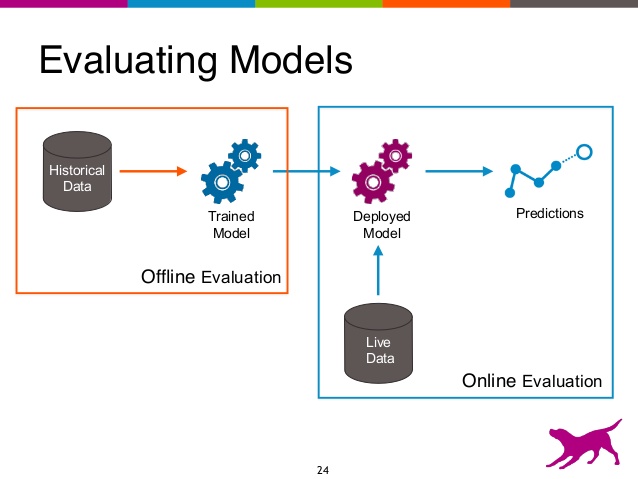 Evaluating Models
Historical
Data
Trained
Model
Offline Evaluation
Deployed
Model
Predictions
Live
Data
Online Evaluation
24